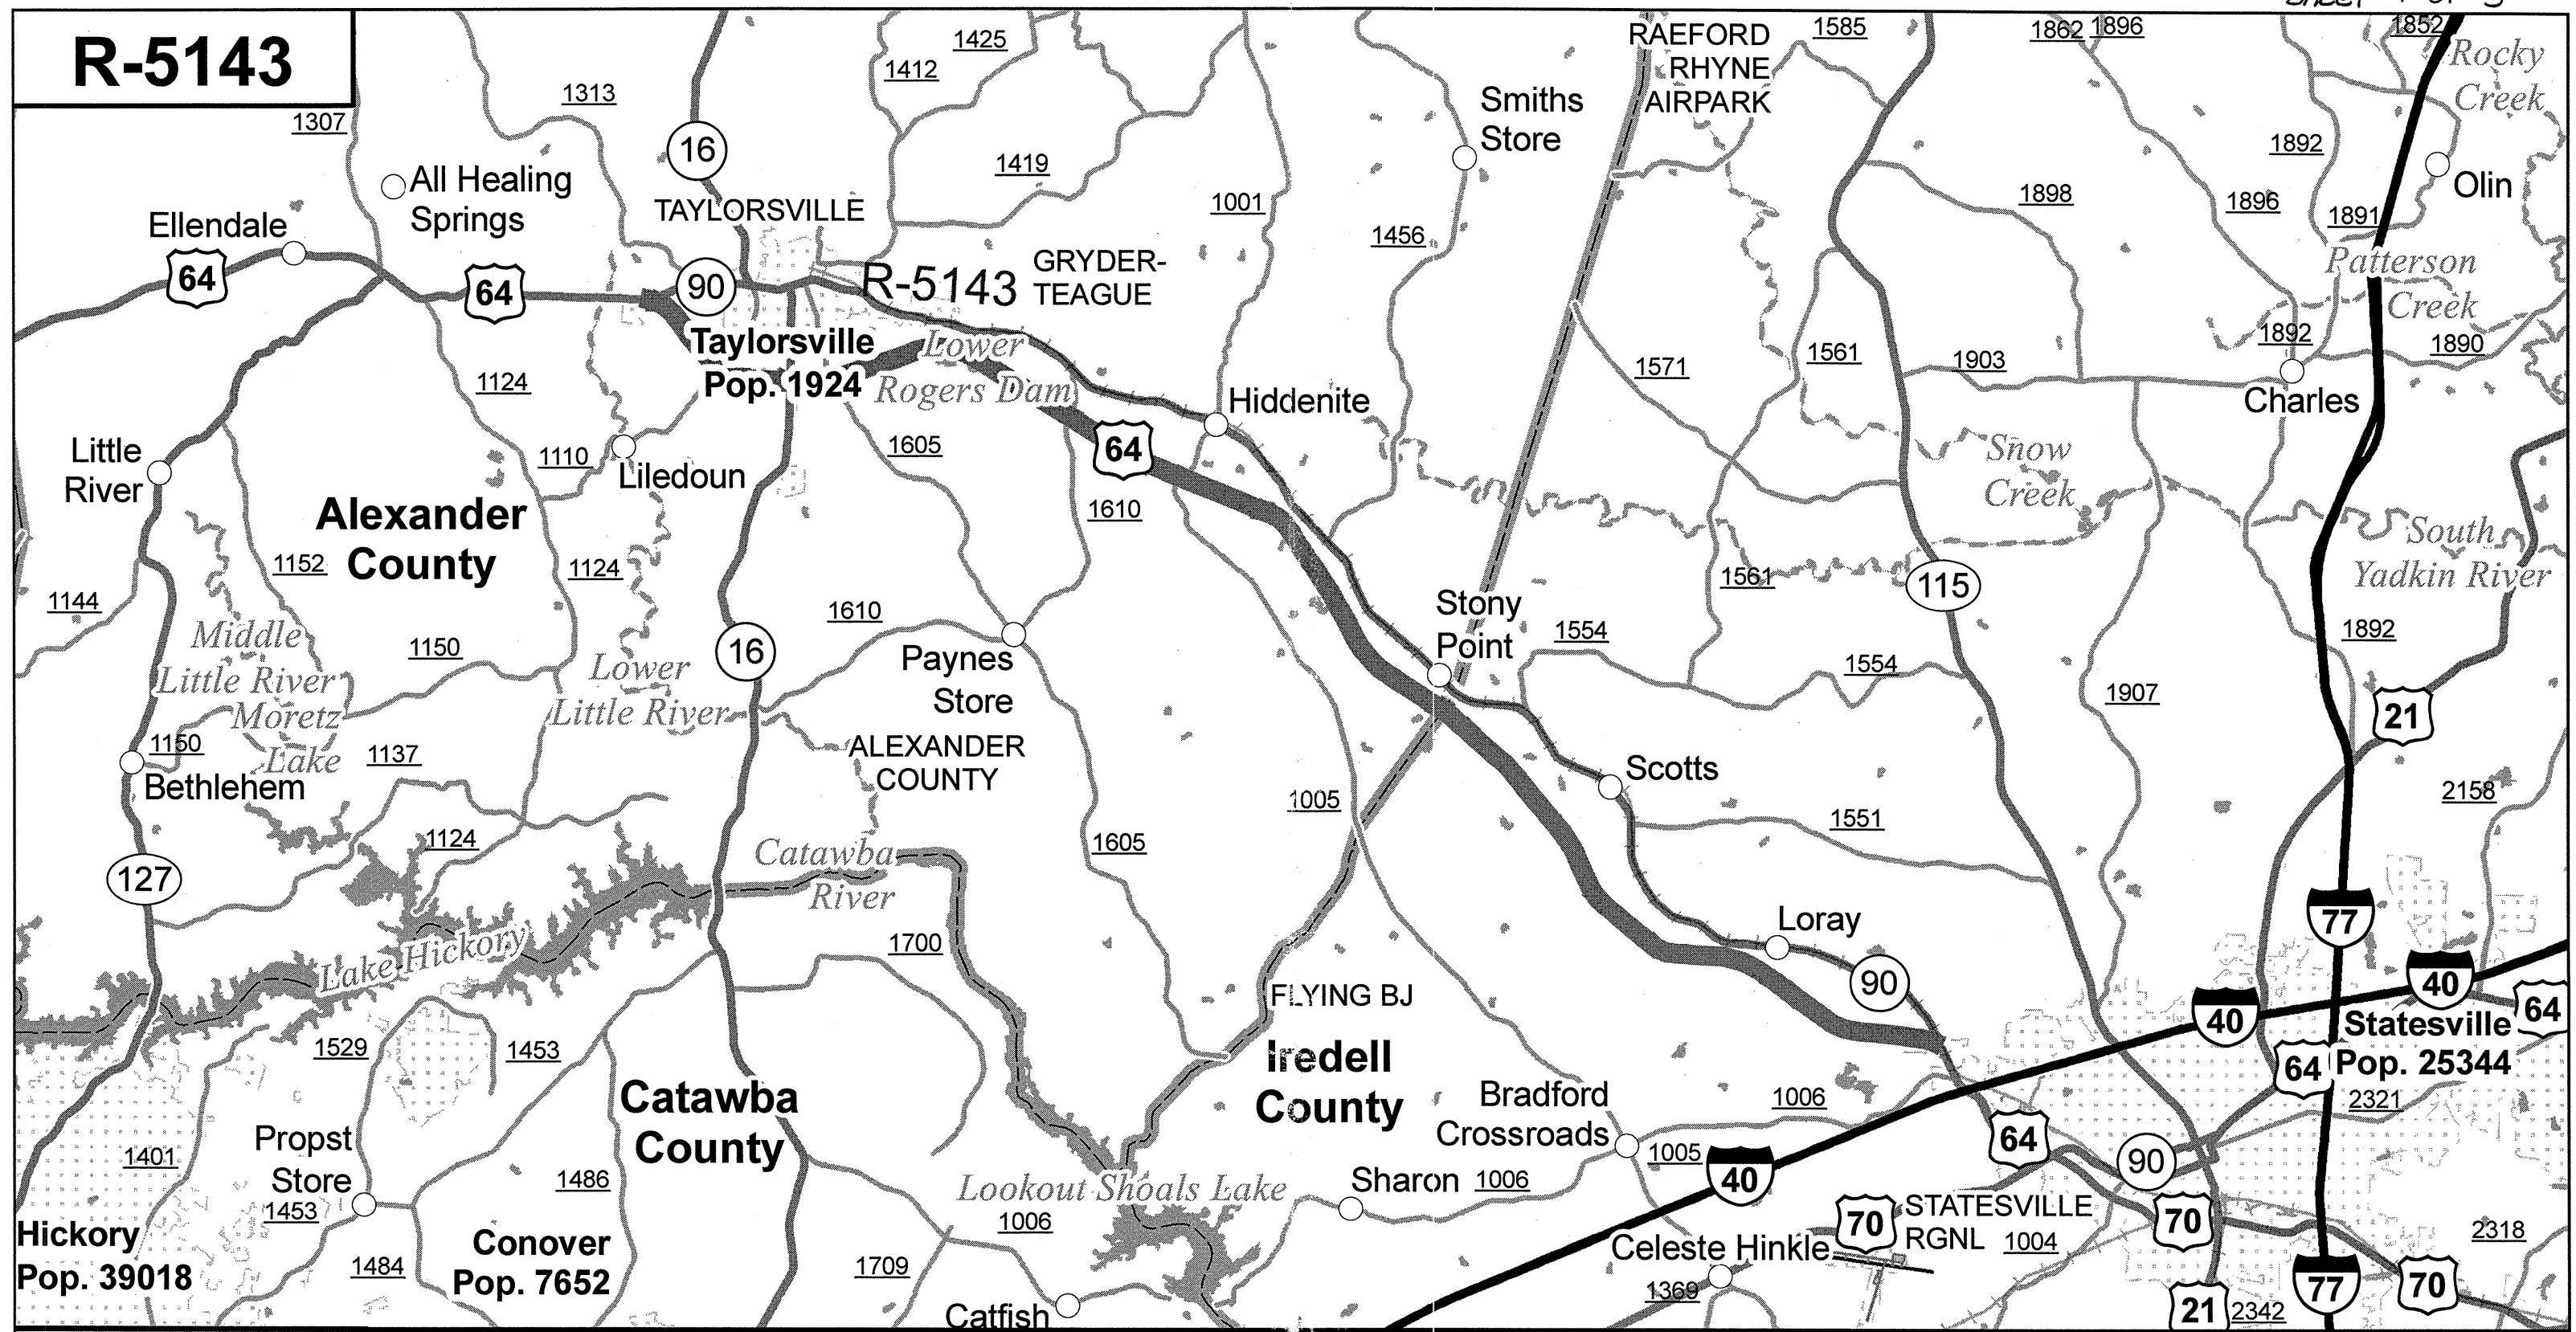 R-5143
1307
1313
16
1425
1412
1419
1001
Smiths
Store
1456
RAEFORD
RHYNE
AIRPARK
1585
1862
1896
1852
Rocky
Creek
1892
Olin
1898
1896
1891
All Healing
Springs
Ellendale
64
64
TAYLORSVILLE
90
R-5143
GRYDER-
TEAGUE
Patterson
Creek
1892
1890
Charles
1903
1561
1571
Taylorsville
Pop. 1924
Lower
Rogers Dam
Hiddenite
64
1124
1110
Liledoun
1605
1610
Little
River
Alexander
County
1152
1124
1144
Snow
Creek
South
Yadkin River
115
1561
Stony
Point
1554
1554
1892
1907
21
Middle
Little River
Moretz
Lake
1150
Lower
Little River
16
1610
Paynes
Store
ALEXANDER
COUNTY
1150
Bethlehem
1137
1124
127
Scotts
1005
1605
1551
2158
Catawba
River
Lake Hickory
1700
Loray
90
77
40
40
64
Statesville
Pop. 25344
64
2321
FLYING BJ
Iredell
County
1529
1453
Catawba
County
Bradford
Crossroads
1006
1005
40
64
90
Propst
Store
1453
1401
1486
Lookout Shoals Lake
1006
Sharon
1006
70
STATESVILLE
RGNL
1004
70
2318
Hickory
Pop. 39018
1484
Conover
Pop. 7652
1709
Catfish
Celeste Hinkle
1369
77
70
21
2342